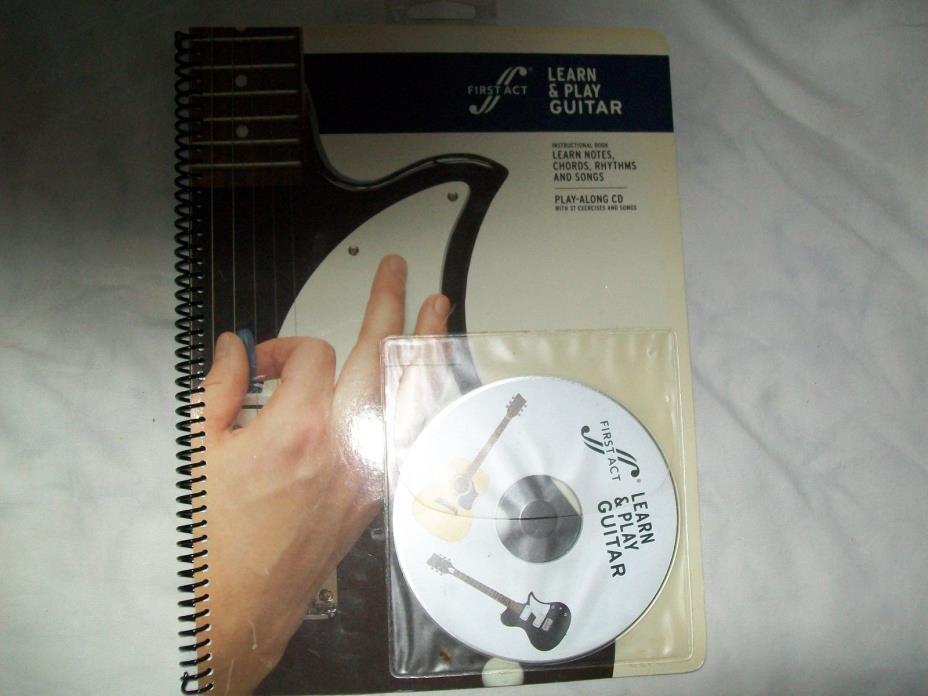 FIRST ACT
LEARN
& PLAY
GUITAR
INSTRUCTIONAL BOOK
LEARN NOTES,
CHORDS, RHYTHMS
AND SONGS
PLAY-ALONG CD
WITH 37 EXERCISES AND SONGS
FIRST ACT
LEARN
& PLAY
GUITAR